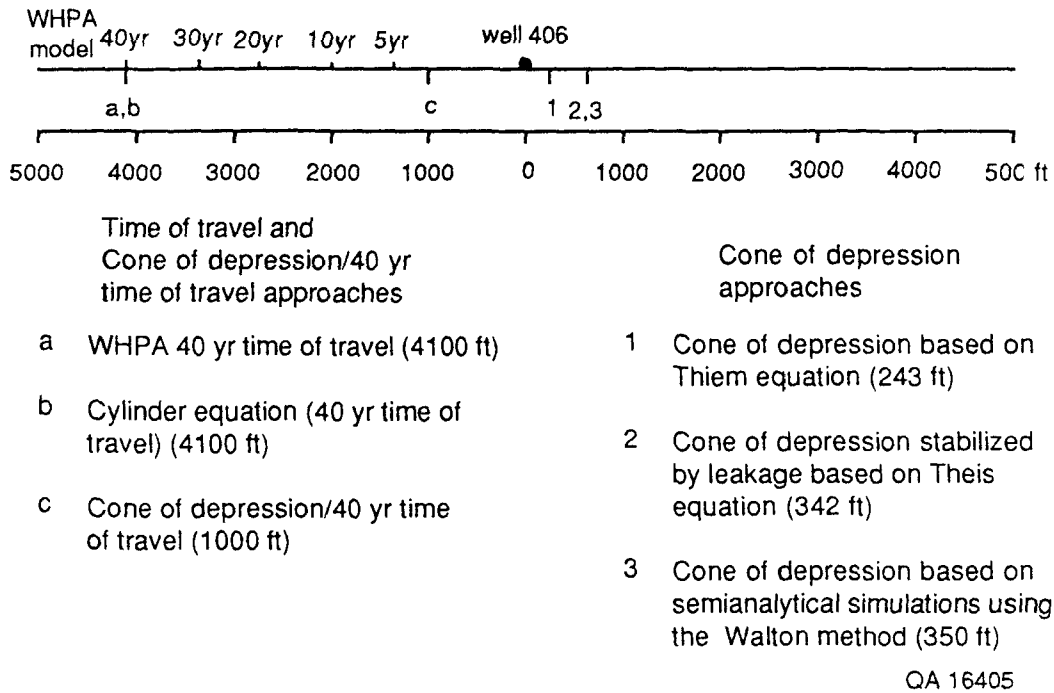 WHPA
model 40yr 30yr 20yr 10yr 5yr well 406
a,b c 1 2,3
5000 4000 3000 2000 1000 0 1000 2000 3000 4000 500C ft
Time of travel and
Cone of depression/40 yr
time of travel approaches
a WHPA 40 yr time of travel (4100 ft)
b Cylinder equation (40 yr time of
travel) (4100 ft)
c Cone of depression/40 yr time
of travel (1000 ft)
Cone of depression
approaches
1 Cone of depression based on
Thiem equation (243 ft)
2 Cone of depression stabilized
by leakage based on Theis
equation (342 ft)
3 Cone of depression based on
semianalytical simulations using
the Walton method (350 ft)
QA 16405